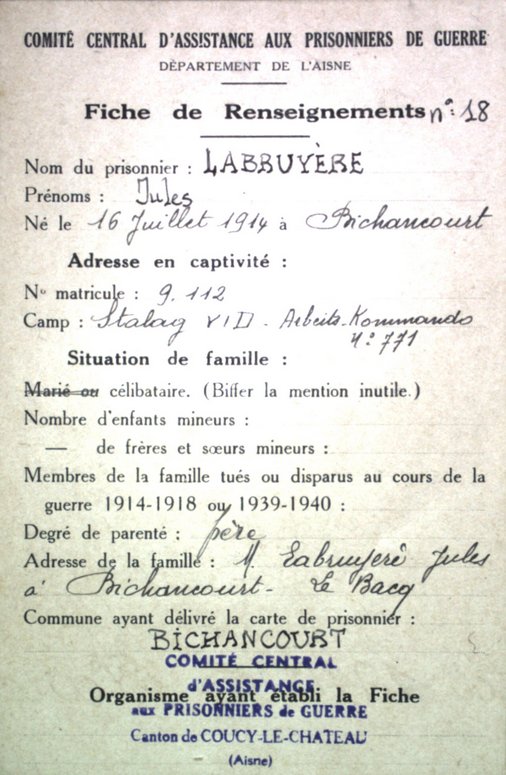 COMITÉ CENTRAL D'ASSISTANCE AUX PRISONNIERS DE GUERRE
DÉPARTEMENT DE L'AISNE
Fiche de Renseignements n°: 18
Nom du prisonnier : LABRUYÈRE
Prénoms : Jules
Né le 16 Juillet 1914 à Bichancourt
Adresse en captivité :
N° matricule : 9.112
Camp : Stalag VID - Arbeits-Kommando
N° 771
Situation de famille :
Marié ou célibataire. (Biffer la mention inutile.)
Nombre d'enfants mineurs :
— de frères et sœurs mineurs :
Membres de la famille tués ou disparus au cours de la
guerre 1914-1918 ou 1939-1940 :
Degré de parenté : père
Adresse de la famille : M. Labruyère Jules
à Bichancourt - Le Bacq
Commune ayant délivré la carte de prisonnier :
BICHANCOURT
COMITÉ CENTRAL
d'ASSISTANCE
Organisme ayant établi la Fiche
aux PRISONNIERS de GUERRE
Canton de COUCY-LE-CHATEAU
(Aisne)